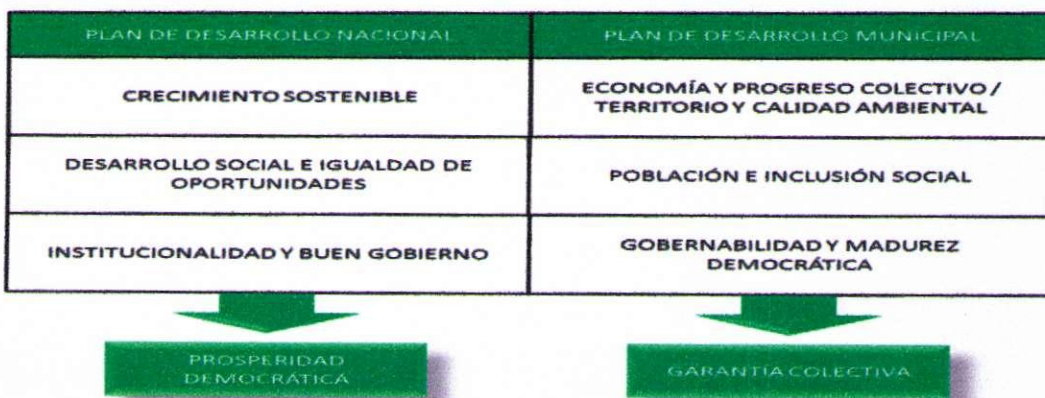 PLAN DE DESARROLLO NACIONAL
PLAN DE DESARROLLO MUNICIPAL
CRECIMIENTO SOSTENIBLE
ECONOMÍA Y PROGRESO COLECTIVO /
TERRITORIO Y CALIDAD AMBIENTAL
DESARROLLO SOCIAL E IGUALDAD DE
OPORTUNIDADES
POBLACIÓN E INCLUSIÓN SOCIAL
INSTITUCIONALIDAD Y BUEN GOBIERNO
GOBERNABILIDAD Y MADUREZ
DEMOCRÁTICA
PROSPERIDAD
DEMOCRÁTICA
GARANTÍA COLECTIVA